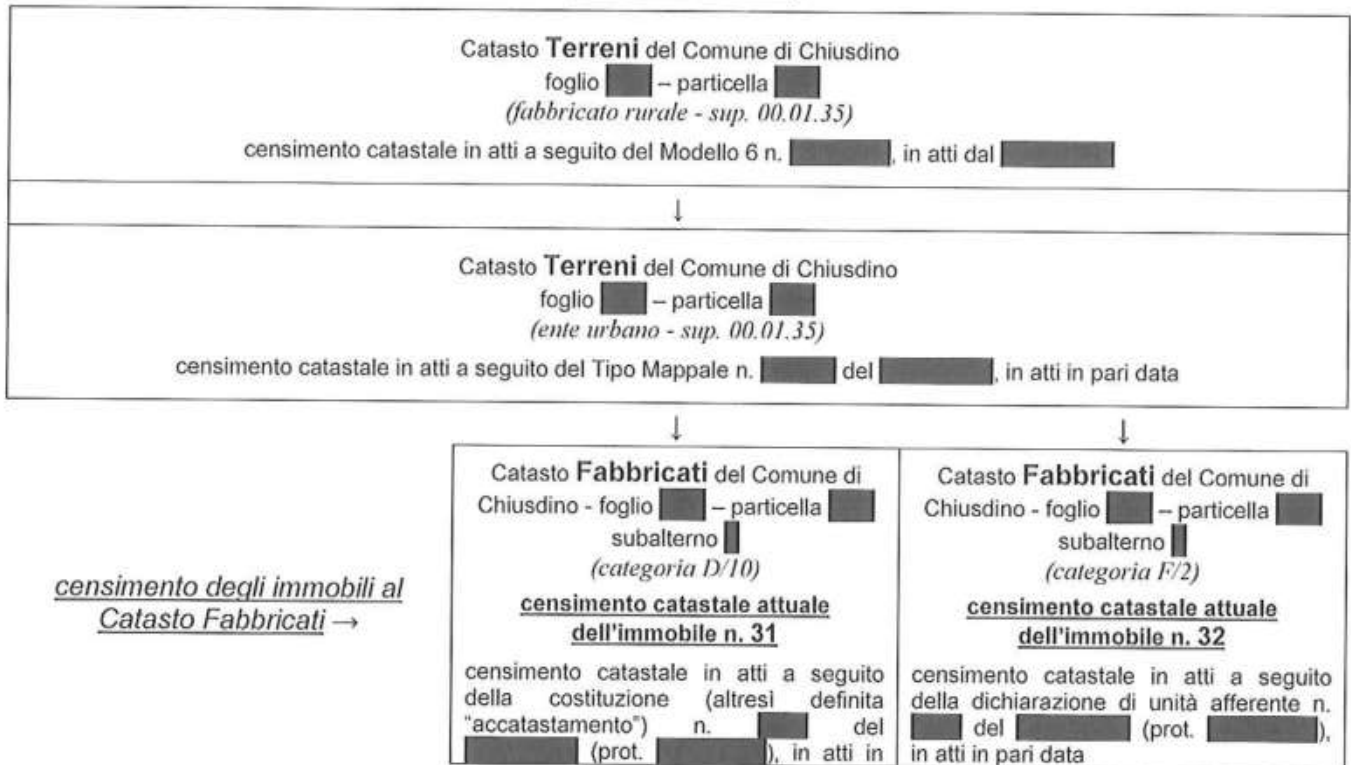 Catasto Terreni del Comune di Chiusdino
foglio – particella
(fabbricato rurale - sup. 00.01.35)
censimento catastale in atti a seguito del Modello 6 n. , in atti dal
↓
Catasto Terreni del Comune di Chiusdino
foglio – particella
(ente urbano - sup. 00.01.35)
censimento catastale in atti a seguito del Tipo Mappale n. del , in atti in pari data
↓ ↓
censimento degli immobili al
Catasto Fabbricati →
Catasto Fabbricati del Comune di
Chiusdino - foglio – particella
subalterno
(categoria D/10)
censimento catastale attuale
dell'immobile n. 31
censimento catastale in atti a seguito
della costituzione (altresì definita
"accatastamento") n. del
(prot. ), in atti in
Catasto Fabbricati del Comune di
Chiusdino - foglio – particella
subalterno
(categoria F/2)
censimento catastale attuale
dell'immobile n. 32
censimento catastale in atti a seguito
della dichiarazione di unità afferente n.
del (prot. ),
in atti in pari data